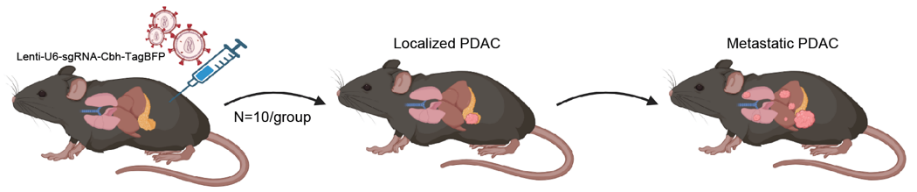 Lenti-U6-sgRNA-Cbh-TagBFP
N=10/group
Localized PDAC
Metastatic PDAC